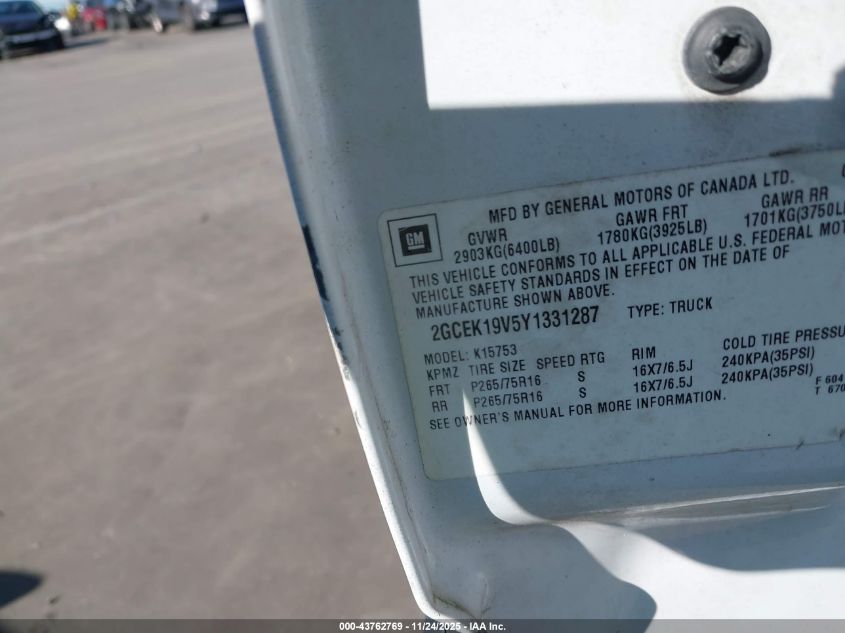 MFD BY GENERAL MOTORS OF CANADA LTD.
GM
GVWR GAWR FRT GAWR RR
2903KG(6400LB) 1780KG(3925LB) 1701KG(3750L
THIS VEHICLE CONFORMS TO ALL APPLICABLE U.S. FEDERAL MOT
VEHICLE SAFETY STANDARDS IN EFFECT ON THE DATE OF
MANUFACTURE SHOWN ABOVE.
2GCEK19V5Y1331287 TYPE: TRUCK
MODEL: K15753
KPMZ TIRE SIZE SPEED RTG RIM COLD TIRE PRESSU
FRT P265/75R16 S 16X7/6.5J 240KPA(35PSI)
RR P265/75R16 S 16X7/6.5J 240KPA(35PSI)
SEE OWNER'S MANUAL FOR MORE INFORMATION.
F 604
T 670
000-43762769 - 11/24/2025 - IAA Inc.